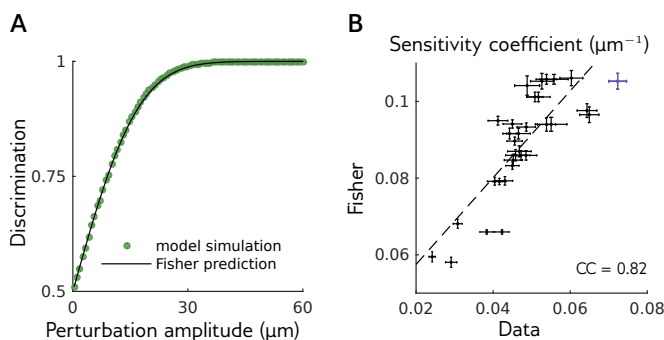 A
1
0.75
0.5
Discrimination
model simulation
Fisher prediction
0
30
60
Perturbation amplitude (μm)
B
Sensitivity coefficient (μm⁻¹)
0.1
0.08
0.06
Fisher
CC = 0.82
0.02
0.04
0.06
0.08
Data